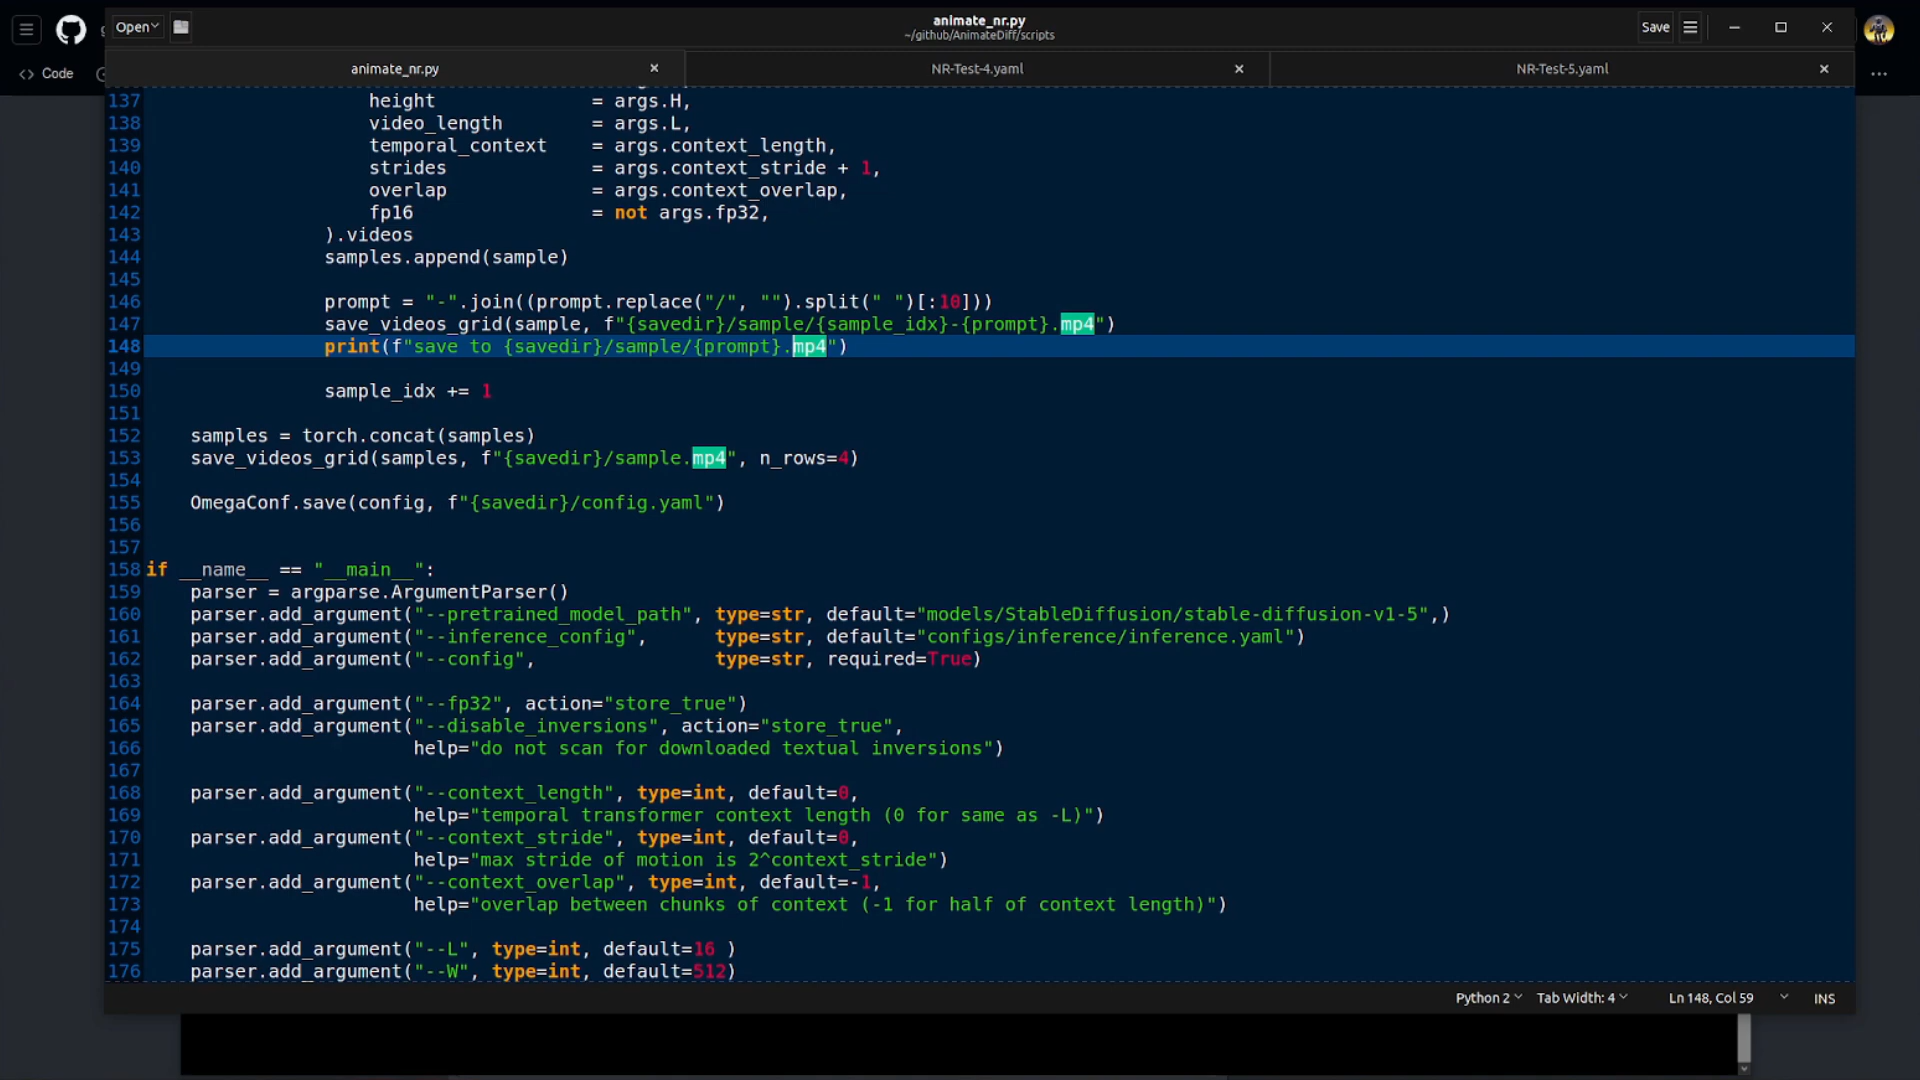 Open
animate_nr.py
~/github/AnimateDiff/scripts
Save
Code
animate_nr.py
NR-Test-4.yaml
NR-Test-5.yaml
137 height = args.H,
138 video_length = args.L,
139 temporal_context = args.context_length,
140 strides = args.context_stride + 1,
141 overlap = args.context_overlap,
142 fp16 = not args.fp32,
143 ).videos
144 samples.append(sample)
145
146 prompt = "-".join((prompt.replace("/", "").split(" ")[:10]))
147 save_videos_grid(sample, f"{savedir}/sample/{sample_idx}-{prompt}.mp4")
148 print(f"save to {savedir}/sample/{prompt}.mp4")
149
150 sample_idx += 1
151
152 samples = torch.concat(samples)
153 save_videos_grid(samples, f"{savedir}/sample.mp4", n_rows=4)
154
155 OmegaConf.save(config, f"{savedir}/config.yaml")
156
157
158 if __name__ == "__main__":
159 parser = argparse.ArgumentParser()
160 parser.add_argument("--pretrained_model_path", type=str, default="models/StableDiffusion/stable-diffusion-v1-5",)
161 parser.add_argument("--inference_config", type=str, default="configs/inference/inference.yaml")
162 parser.add_argument("--config", type=str, required=True)
163
164 parser.add_argument("--fp32", action="store_true")
165 parser.add_argument("--disable_inversions", action="store_true",
166 help="do not scan for downloaded textual inversions")
167
168 parser.add_argument("--context_length", type=int, default=0,
169 help="temporal transformer context length (0 for same as -L)")
170 parser.add_argument("--context_stride", type=int, default=0,
171 help="max stride of motion is 2^context_stride")
172 parser.add_argument("--context_overlap", type=int, default=-1,
173 help="overlap between chunks of context (-1 for half of context length)")
174
175 parser.add_argument("--L", type=int, default=16 )
176 parser.add_argument("--W", type=int, default=512)
Python 2 Tab Width: 4 Ln 148, Col 59 INS